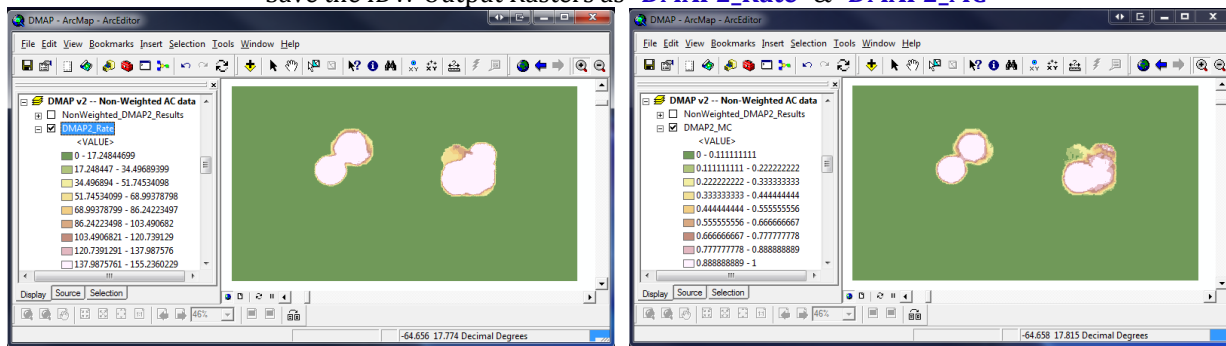 save the IDW Output Rasters as "DMAP2_Rate" & "DMAP2_MC"
DMAP - ArcMap - ArcEditor
File Edit View Bookmarks Insert Selection Tools Window Help
DMAP v2 -- Non-Weighted AC data
NonWeighted_DMAP2_Results
DMAP2_Rate
<VALUE>
0 - 17.24844699
17.248447 - 34.49689399
34.496894 - 51.74534098
51.74534099 - 68.99378798
68.99378799 - 86.24223497
86.24223498 - 103.490682
103.4906821 - 120.739129
120.7391291 - 137.987576
137.9875761 - 155.2360229
Display Source Selection
46%
-64.656 17.774 Decimal Degrees
DMAP - ArcMap - ArcEditor
File Edit View Bookmarks Insert Selection Tools Window Help
DMAP v2 -- Non-Weighted AC data
NonWeighted_DMAP2_Results
DMAP2_MC
<VALUE>
0 - 0.111111111
0.111111111 - 0.222222222
0.222222222 - 0.333333333
0.333333333 - 0.444444444
0.444444444 - 0.555555556
0.555555556 - 0.666666667
0.666666667 - 0.777777778
0.777777778 - 0.888888889
0.888888889 - 1
Display Source Selection
46%
-64.658 17.815 Decimal Degrees